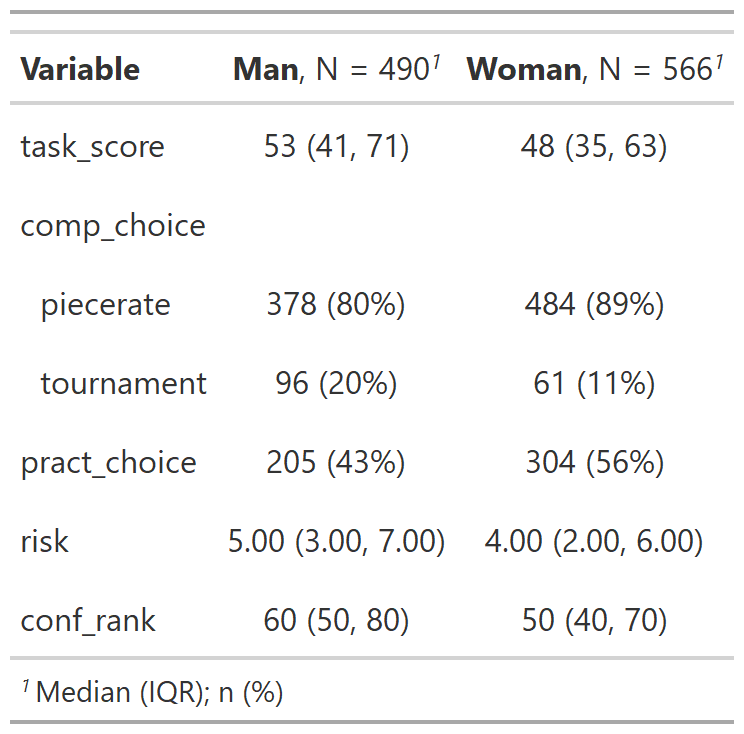 Variable Man, N = 490¹ Woman, N = 566¹
task_score 53 (41, 71) 48 (35, 63)
comp_choice
piecerate 378 (80%) 484 (89%)
tournament 96 (20%) 61 (11%)
pract_choice 205 (43%) 304 (56%)
risk 5.00 (3.00, 7.00) 4.00 (2.00, 6.00)
conf_rank 60 (50, 80) 50 (40, 70)
¹ Median (IQR); n (%)